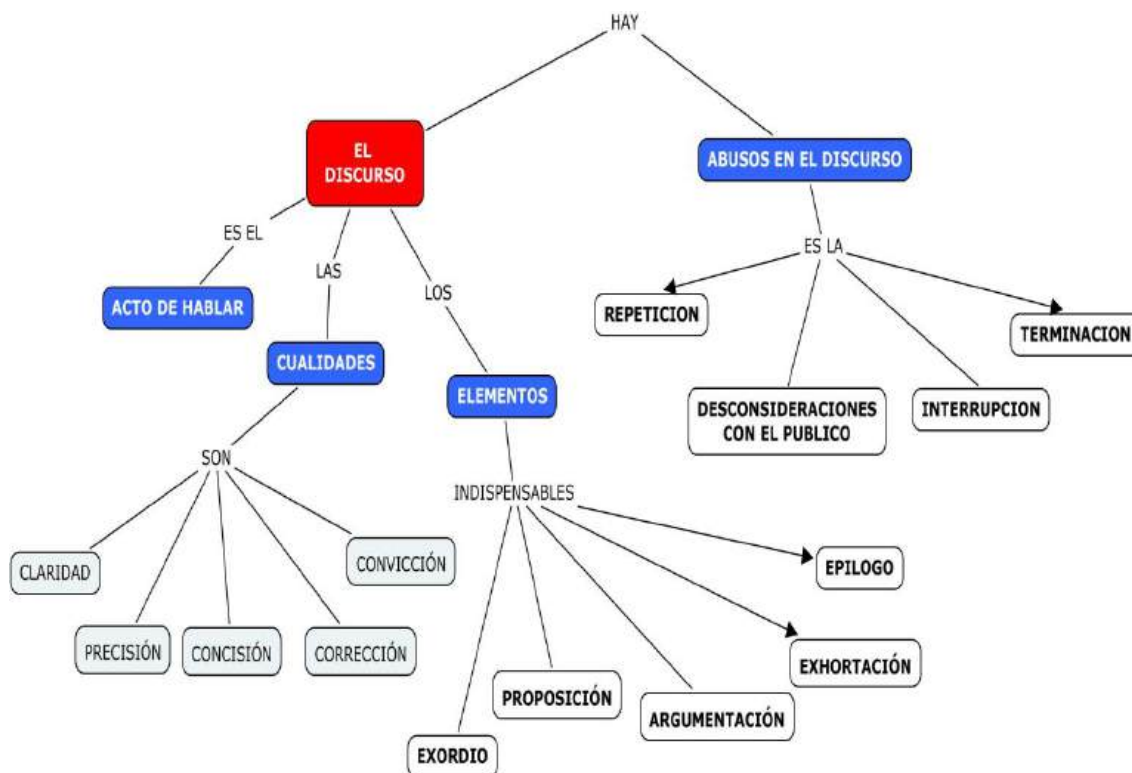 HAY
EL
DISCURSO
ABUSOS EN EL DISCURSO
ES EL
LAS
LOS
ES LA
ACTO DE HABLAR
REPETICION
TERMINACION
CUALIDADES
ELEMENTOS
DESCONSIDERACIONES
CON EL PUBLICO
INTERRUPCION
SON
INDISPENSABLES
CLARIDAD
CONVICCIÓN
EPILOGO
PRECISIÓN
CONCISIÓN
CORRECCIÓN
EXHORTACIÓN
PROPOSICIÓN
ARGUMENTACIÓN
EXORDIO